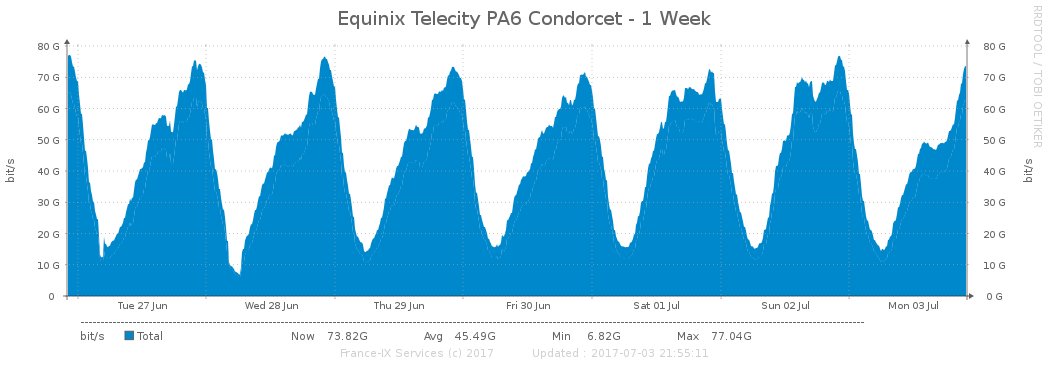 Equinix Telecity PA6 Condorcet - 1 Week
RRDTOOL / TOBI OETIKER
bit/s
80 G
70 G
60 G
50 G
40 G
30 G
20 G
10 G
0
80 G
70 G
60 G
50 G
40 G
30 G
20 G
10 G
0 G
bit/s
Tue 27 Jun Wed 28 Jun Thu 29 Jun Fri 30 Jun Sat 01 Jul Sun 02 Jul Mon 03 Jul
bit/s Total Now 73.82G Avg 45.49G Min 6.82G Max 77.04G
France-IX Services (c) 2017 Updated : 2017-07-03 21:55:11